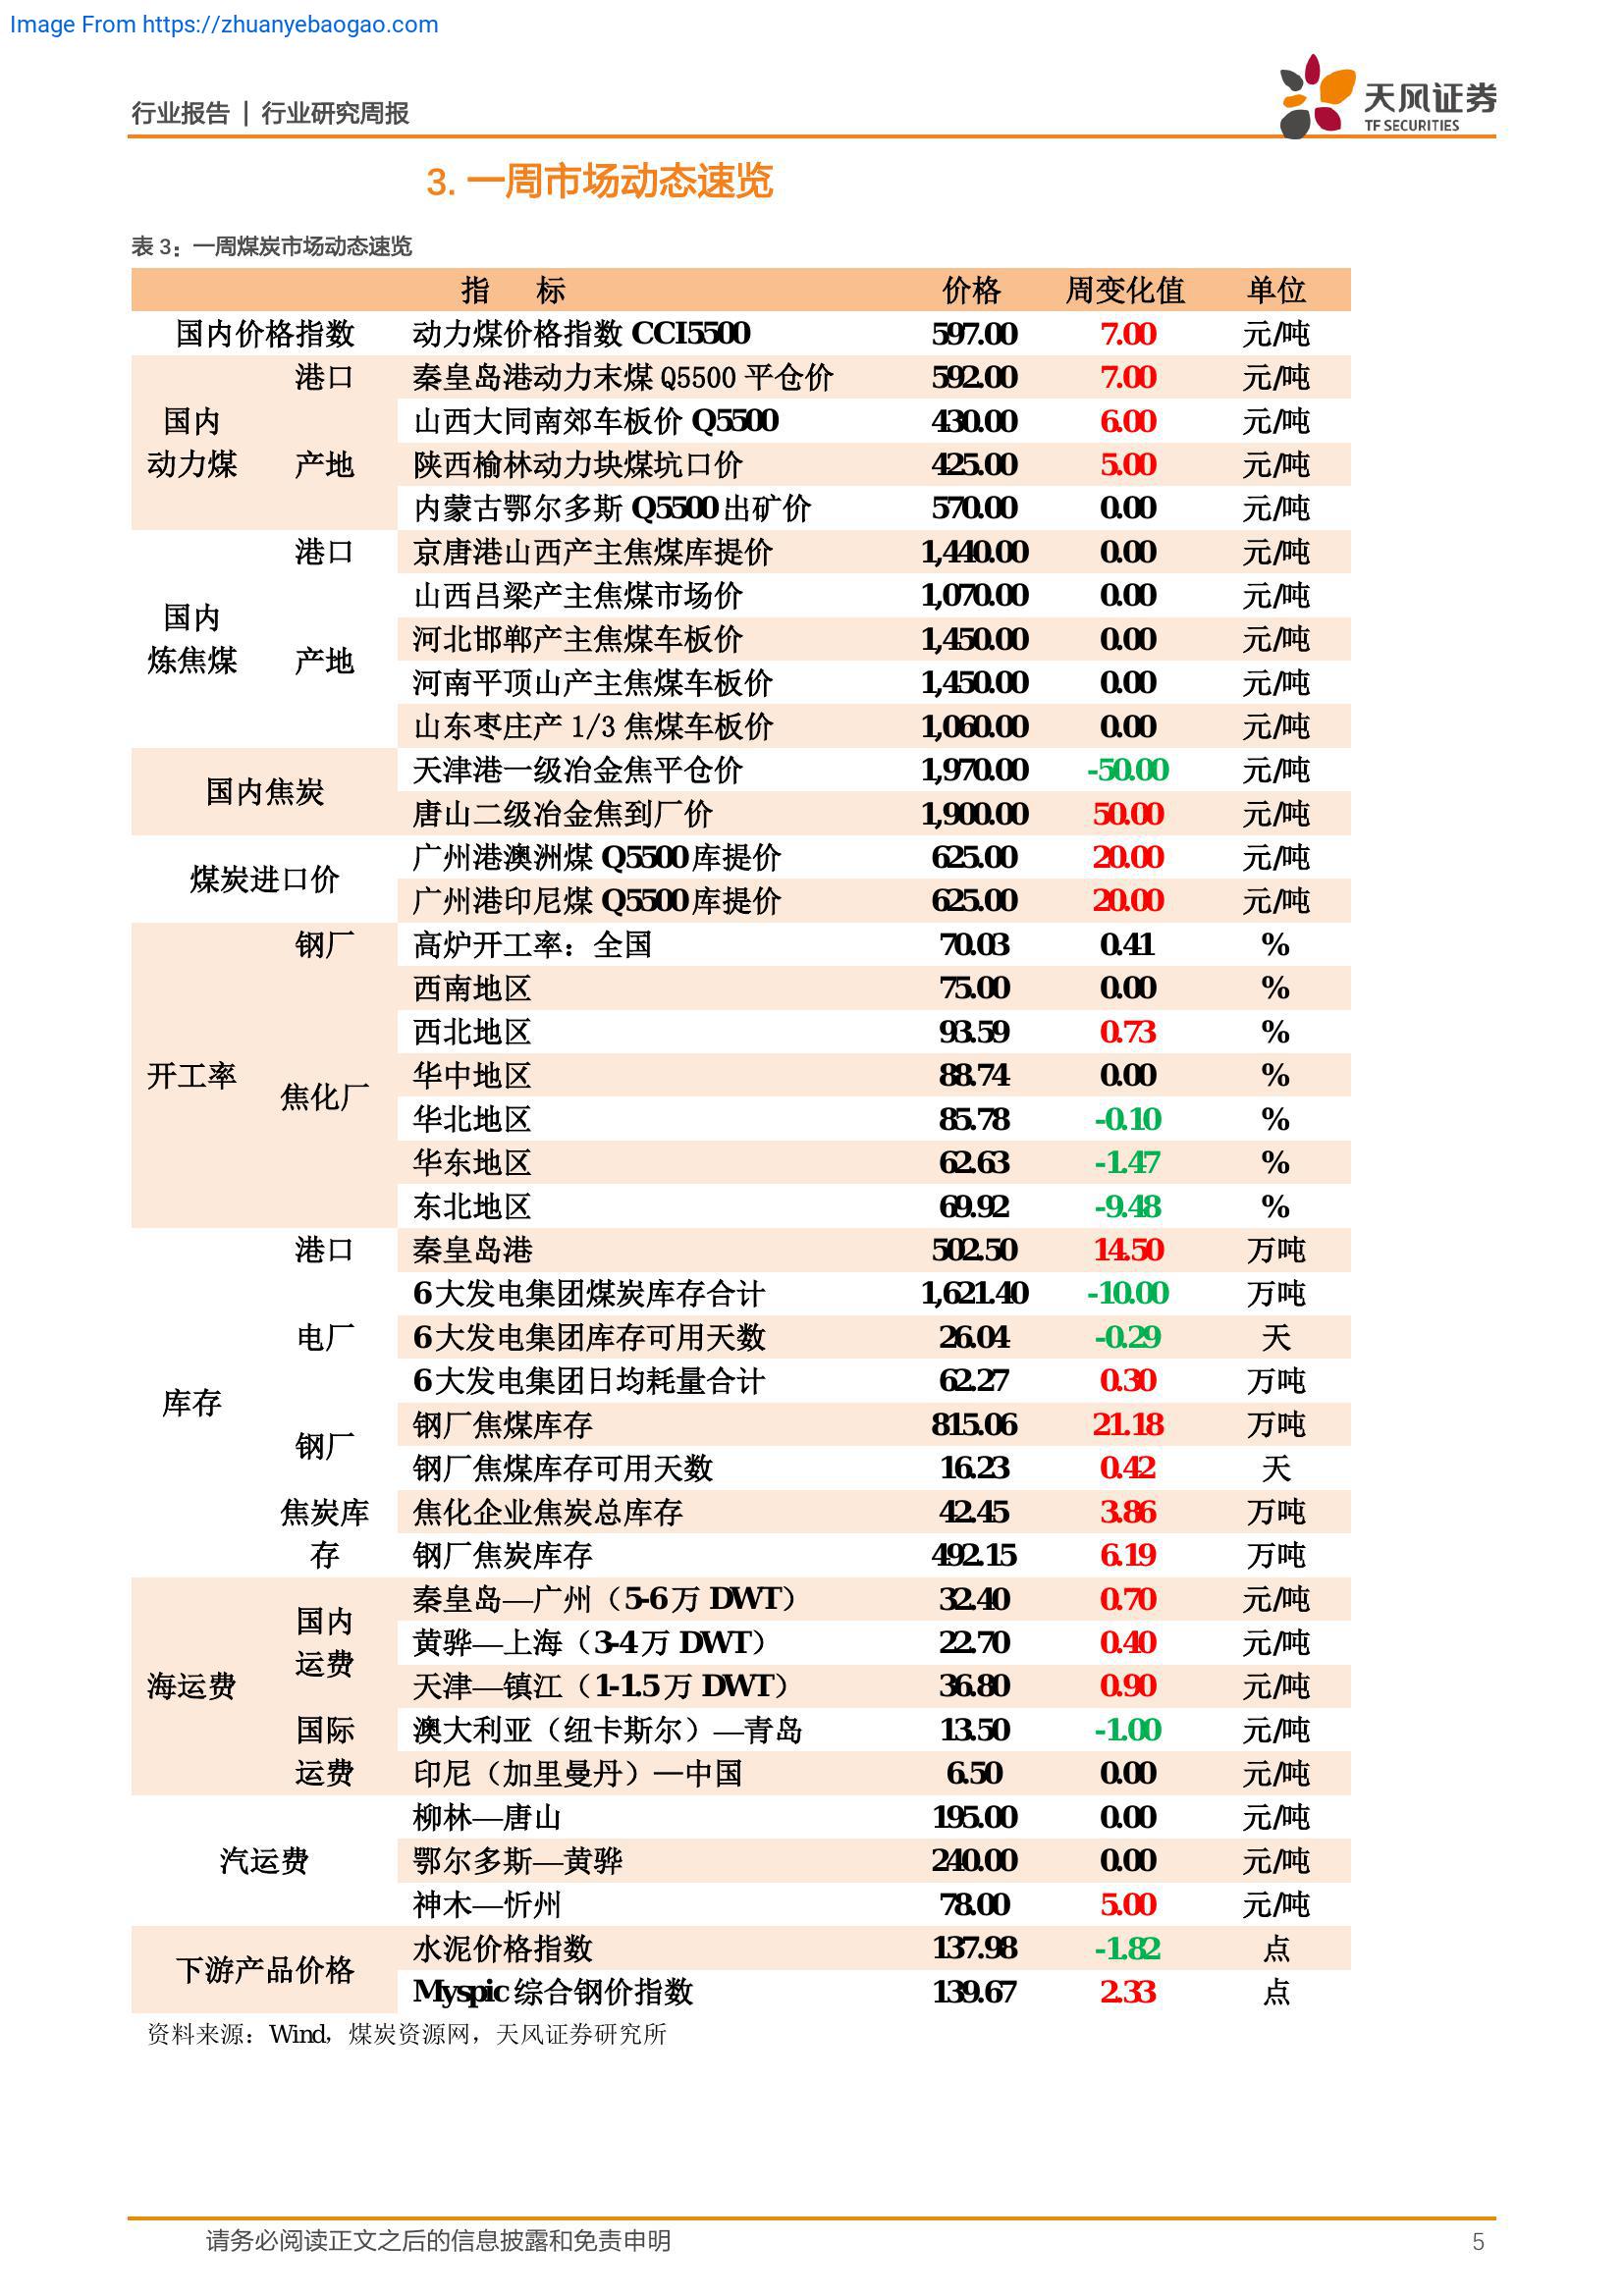 Image From https://zhuanyebaogao.com
行业报告 | 行业研究周报
天风证券
TF SECURITIES
3. 一周市场动态速览
表 3：一周煤炭市场动态速览
指 标 价格 周变化值 单位
国内价格指数 动力煤价格指数 CCI5500 597.00 7.00 元/吨
港口 秦皇岛港动力末煤 Q5500 平仓价 592.00 7.00 元/吨
国内 山西大同南郊车板价 Q5500 430.00 6.00 元/吨
动力煤 产地 陕西榆林动力块煤坑口价 425.00 5.00 元/吨
内蒙古鄂尔多斯 Q5500 出矿价 570.00 0.00 元/吨
港口 京唐港山西产主焦煤库提价 1,440.00 0.00 元/吨
国内 山西吕梁产主焦煤市场价 1,070.00 0.00 元/吨
河北邯郸产主焦煤车板价 1,450.00 0.00 元/吨
炼焦煤 产地 河南平顶山产主焦煤车板价 1,450.00 0.00 元/吨
山东枣庄产 1/3 焦煤车板价 1,060.00 0.00 元/吨
国内焦炭 天津港一级冶金焦平仓价 1,970.00 -50.00 元/吨
唐山二级冶金焦到厂价 1,900.00 50.00 元/吨
煤炭进口价 广州港澳洲煤 Q5500 库提价 625.00 20.00 元/吨
广州港印尼煤 Q5500 库提价 625.00 20.00 元/吨
钢厂 高炉开工率：全国 70.03 0.41 %
西南地区 75.00 0.00 %
西北地区 93.59 0.73 %
开工率 焦化厂 华中地区 88.74 0.00 %
华北地区 85.78 -0.10 %
华东地区 62.63 -1.47 %
东北地区 69.92 -9.48 %
港口 秦皇岛港 502.50 14.50 万吨
6 大发电集团煤炭库存合计 1,621.40 -10.00 万吨
电厂 6 大发电集团库存可用天数 26.04 -0.29 天
库存 6 大发电集团日均耗量合计 62.27 0.30 万吨
钢厂 钢厂焦煤库存 815.06 21.18 万吨
钢厂焦煤库存可用天数 16.23 0.42 天
焦炭库 焦化企业焦炭总库存 42.45 3.86 万吨
存 钢厂焦炭库存 492.15 6.19 万吨
国内 秦皇岛—广州（5-6 万 DWT） 32.40 0.70 元/吨
运费 黄骅—上海（3-4 万 DWT） 22.70 0.40 元/吨
海运费 天津—镇江（1-1.5 万 DWT） 36.80 0.90 元/吨
国际 澳大利亚（纽卡斯尔）—青岛 13.50 -1.00 元/吨
运费 印尼（加里曼丹）—中国 6.50 0.00 元/吨
柳林—唐山 195.00 0.00 元/吨
汽运费 鄂尔多斯—黄骅 240.00 0.00 元/吨
神木—忻州 78.00 5.00 元/吨
下游产品价格 水泥价格指数 137.98 -1.82 点
Myspic 综合钢价指数 139.67 2.33 点
资料来源：Wind，煤炭资源网，天风证券研究所
请务必阅读正文之后的信息披露和免责申明 5